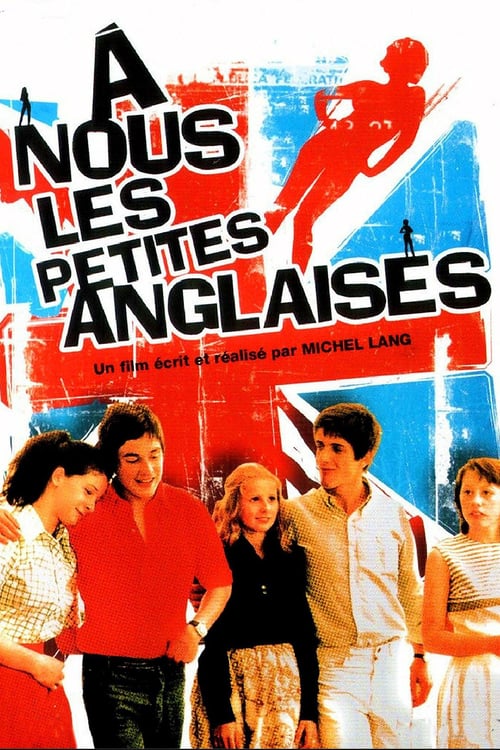 À
NOUS
LES
PETITES
ANGLAISES
Un film écrit et réalisé par MICHEL LANG